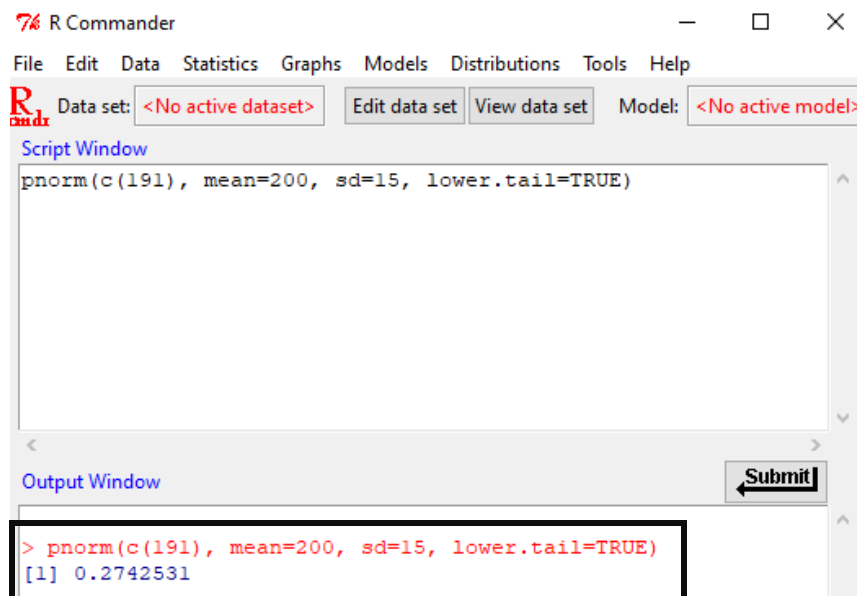 R Commander
File Edit Data Statistics Graphs Models Distributions Tools Help
R cmdr Data set: <No active dataset> Edit data set View data set Model: <No active model>
Script Window
pnorm(c(191), mean=200, sd=15, lower.tail=TRUE)
Output Window Submit
> pnorm(c(191), mean=200, sd=15, lower.tail=TRUE)
[1] 0.2742531